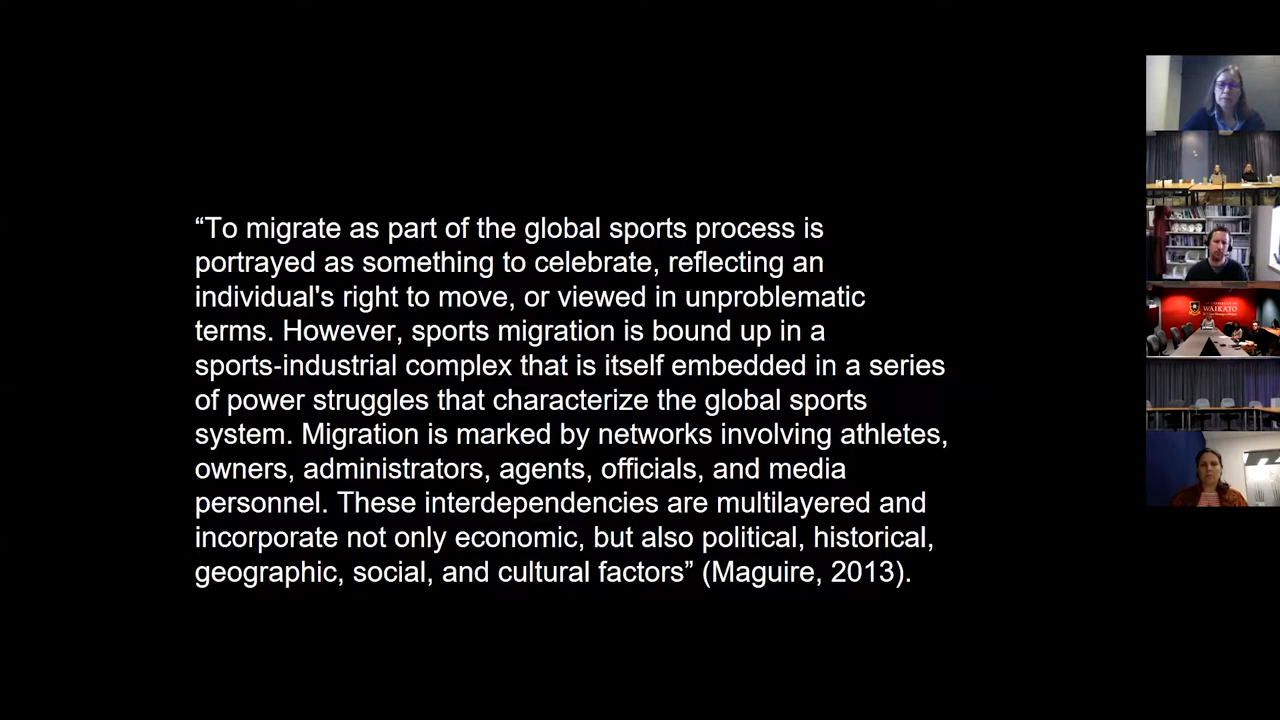 “To migrate as part of the global sports process is
portrayed as something to celebrate, reflecting an
individual's right to move, or viewed in unproblematic
terms. However, sports migration is bound up in a
sports-industrial complex that is itself embedded in a series
of power struggles that characterize the global sports
system. Migration is marked by networks involving athletes,
owners, administrators, agents, officials, and media
personnel. These interdependencies are multilayered and
incorporate not only economic, but also political, historical,
geographic, social, and cultural factors” (Maguire, 2013).
WAIKATO